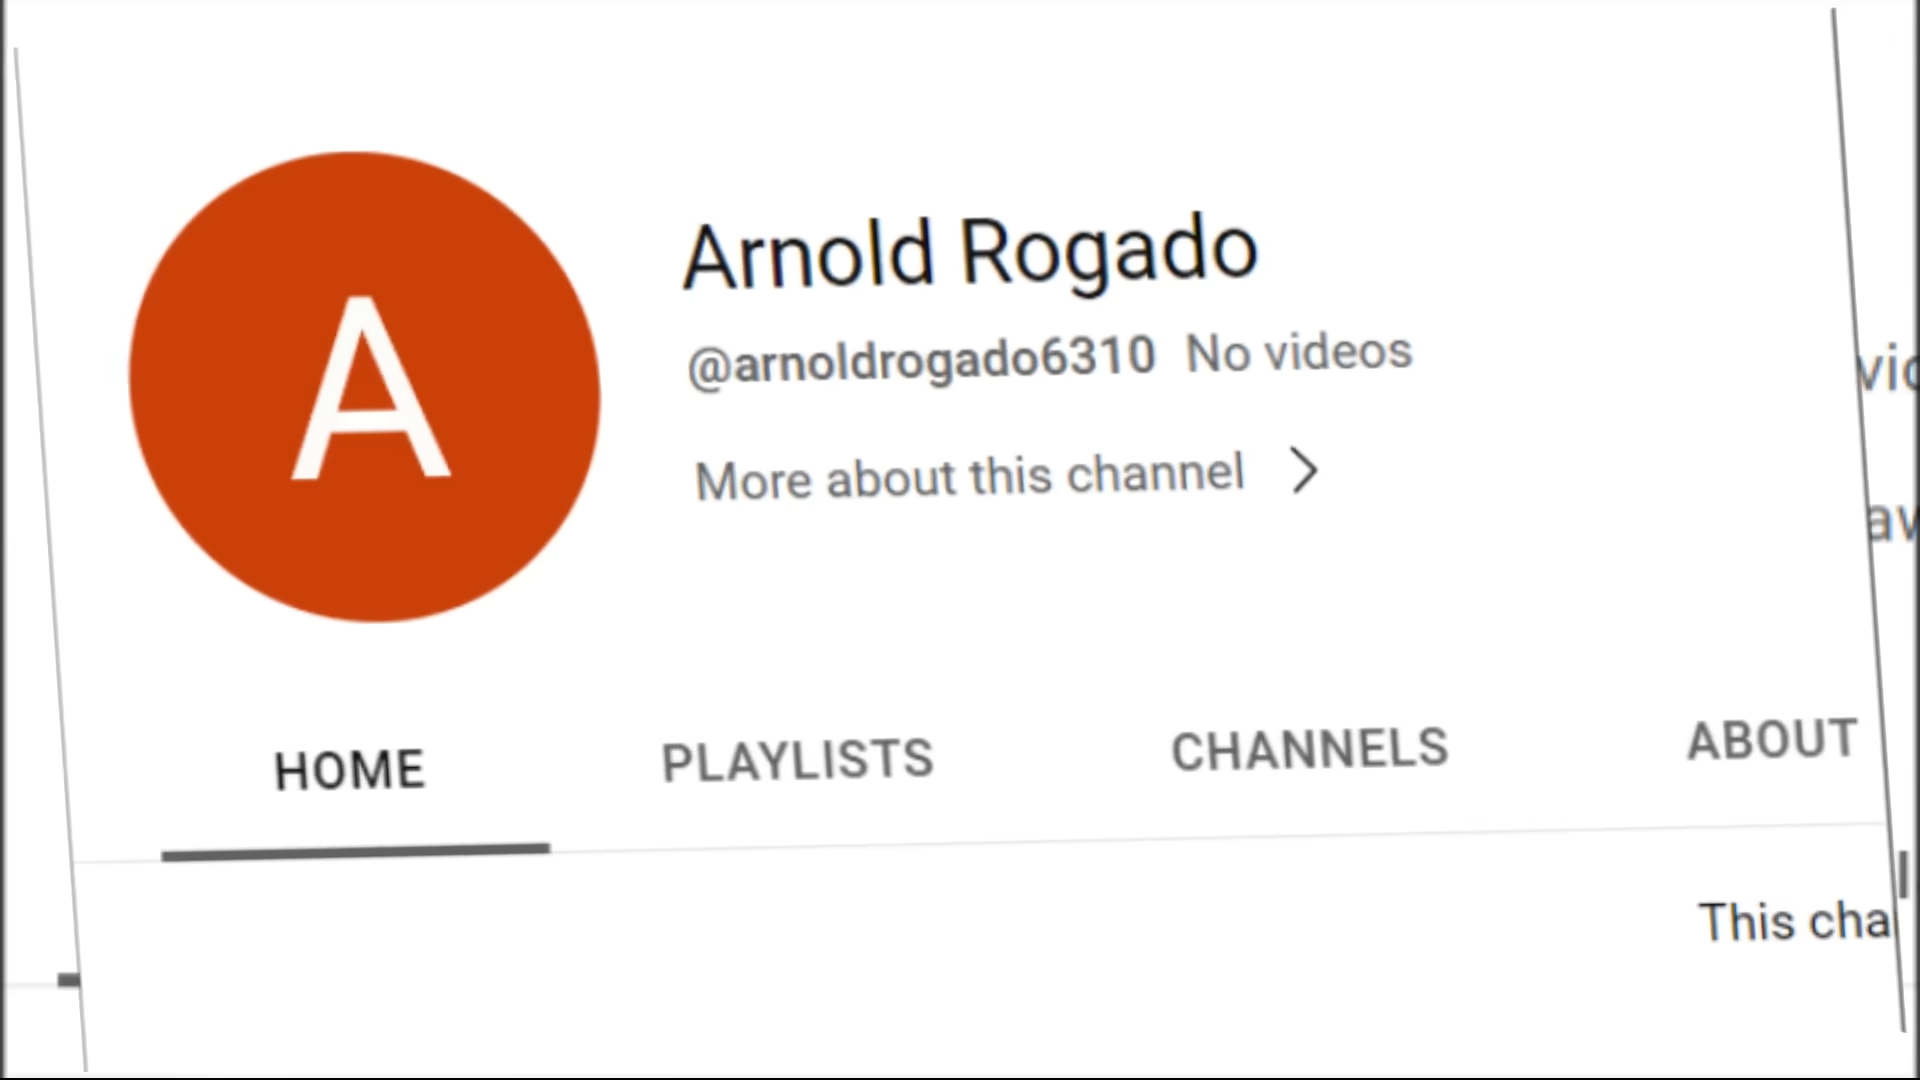 A
Arnold Rogado
@arnoldrogado6310 No videos
More about this channel
HOME PLAYLISTS CHANNELS ABOUT
This cha